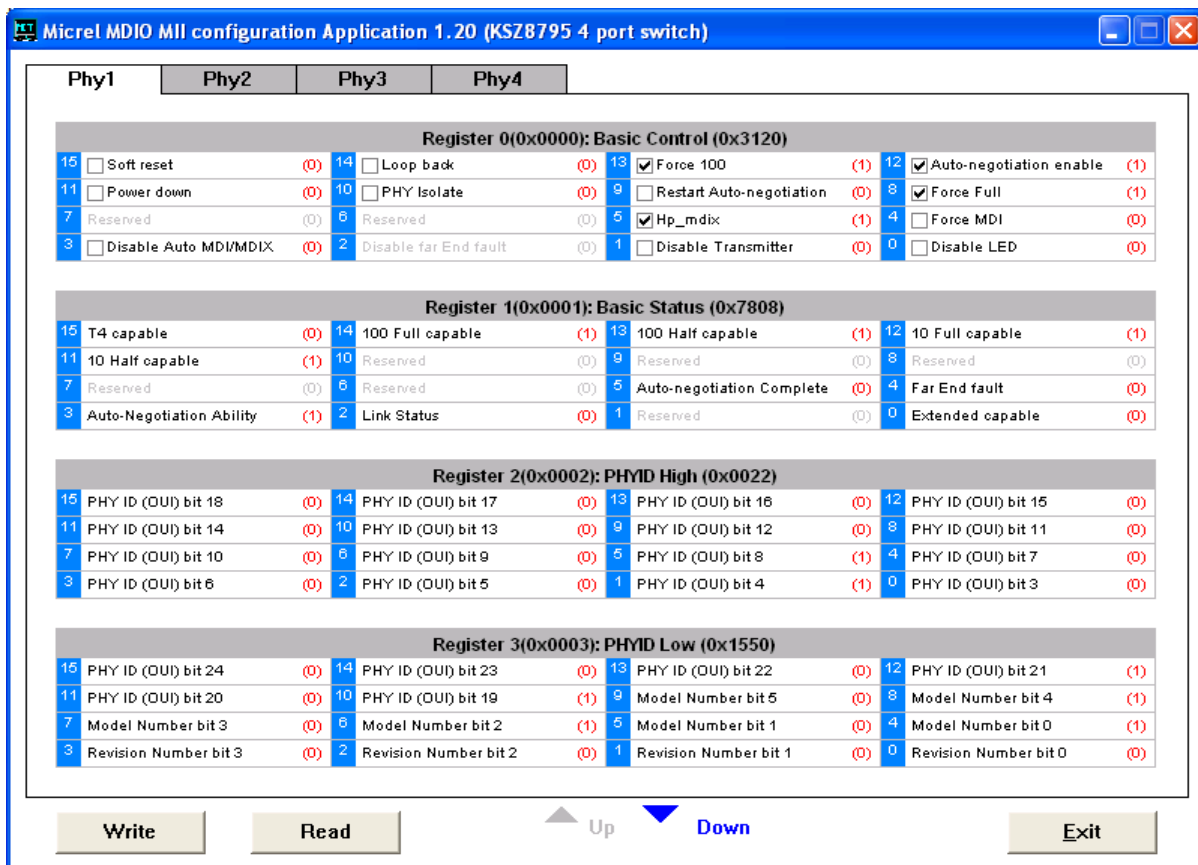 Micrel MDIO MII configuration Application 1.20 (KSZ8795 4 port switch)
Phy1 Phy2 Phy3 Phy4
Register 0(0x0000): Basic Control (0x3120)
15 Soft reset (0) 14 Loop back (0) 13 Force 100 (1) 12 Auto-negotiation enable (1)
11 Power down (0) 10 PHY Isolate (0) 9 Restart Auto-negotiation (0) 8 Force Full (1)
7 Reserved (0) 6 Reserved (0) 5 Hp_mdix (1) 4 Force MDI (0)
3 Disable Auto MDI/MDIX (0) 2 Disable far End fault (0) 1 Disable Transmitter (0) 0 Disable LED (0)
Register 1(0x0001): Basic Status (0x7808)
15 T4 capable (0) 14 100 Full capable (1) 13 100 Half capable (1) 12 10 Full capable (1)
11 10 Half capable (1) 10 Reserved (0) 9 Reserved (0) 8 Reserved (0)
7 Reserved (0) 6 Reserved (0) 5 Auto-negotiation Complete (0) 4 Far End fault (0)
3 Auto-Negotiation Ability (1) 2 Link Status (0) 1 Reserved (0) 0 Extended capable (0)
Register 2(0x0002): PHYID High (0x0022)
15 PHY ID (OUI) bit 18 (0) 14 PHY ID (OUI) bit 17 (0) 13 PHY ID (OUI) bit 16 (0) 12 PHY ID (OUI) bit 15 (0)
11 PHY ID (OUI) bit 14 (0) 10 PHY ID (OUI) bit 13 (0) 9 PHY ID (OUI) bit 12 (0) 8 PHY ID (OUI) bit 11 (0)
7 PHY ID (OUI) bit 10 (0) 6 PHY ID (OUI) bit 9 (0) 5 PHY ID (OUI) bit 8 (1) 4 PHY ID (OUI) bit 7 (0)
3 PHY ID (OUI) bit 6 (0) 2 PHY ID (OUI) bit 5 (0) 1 PHY ID (OUI) bit 4 (1) 0 PHY ID (OUI) bit 3 (0)
Register 3(0x0003): PHYID Low (0x1550)
15 PHY ID (OUI) bit 24 (0) 14 PHY ID (OUI) bit 23 (0) 13 PHY ID (OUI) bit 22 (0) 12 PHY ID (OUI) bit 21 (1)
11 PHY ID (OUI) bit 20 (0) 10 PHY ID (OUI) bit 19 (1) 9 Model Number bit 5 (0) 8 Model Number bit 4 (1)
7 Model Number bit 3 (0) 6 Model Number bit 2 (1) 5 Model Number bit 1 (0) 4 Model Number bit 0 (1)
3 Revision Number bit 3 (0) 2 Revision Number bit 2 (0) 1 Revision Number bit 1 (0) 0 Revision Number bit 0 (0)
Write Read Up Down Exit